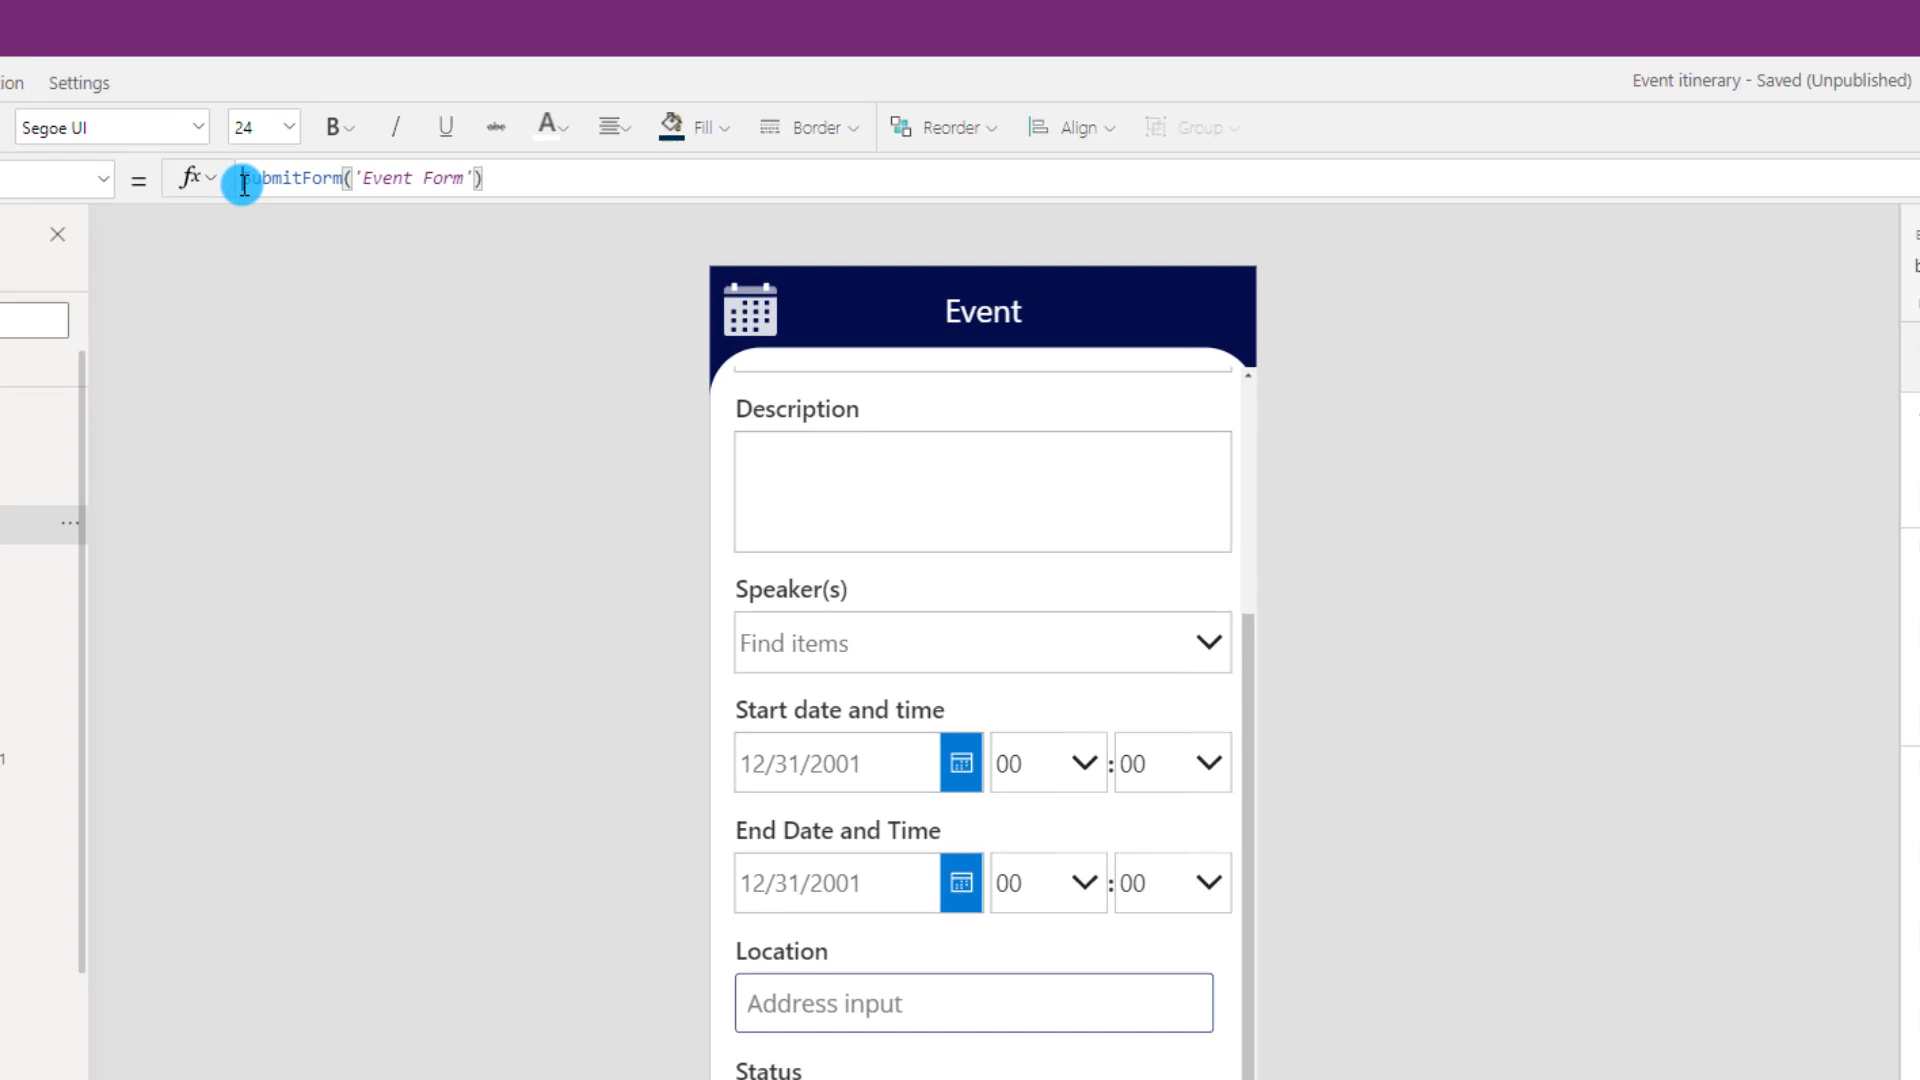 ion Settings Event itinerary - Saved (Unpublished)
Segoe UI 24 B / U abc A Fill Border Reorder Align Group
= fx SubmitForm('Event Form')
Event
Description
Speaker(s)
Find items
Start date and time
12/31/2001 00 : 00
End Date and Time
12/31/2001 00 : 00
Location
Address input
Status